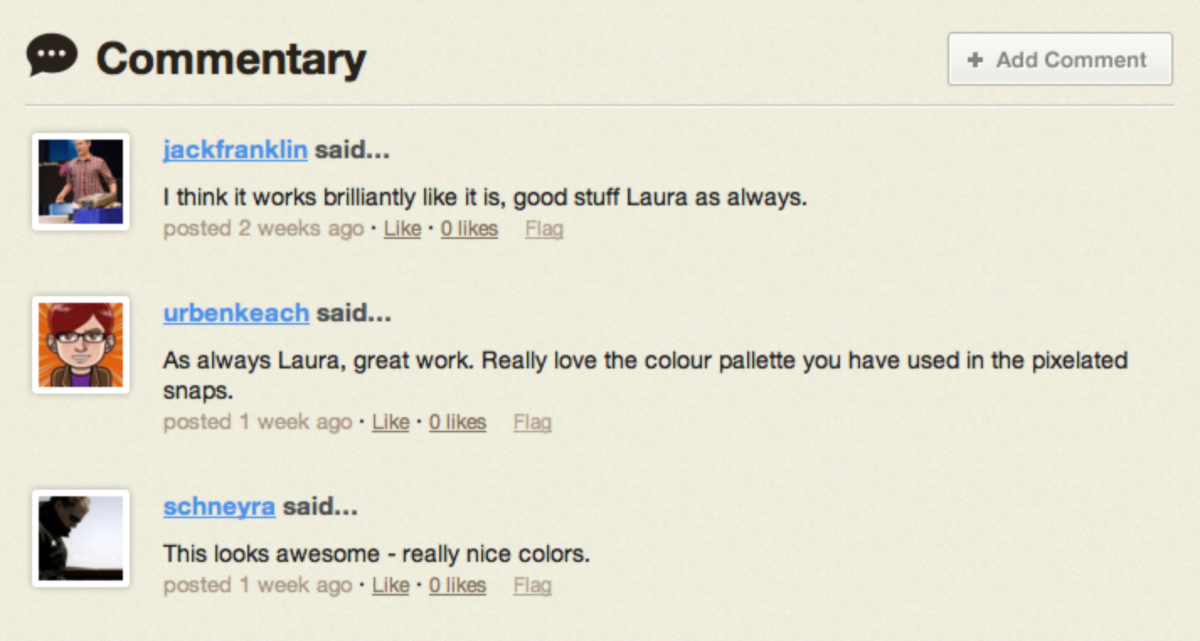 Commentary
+ Add Comment
jackfranklin said...
I think it works brilliantly like it is, good stuff Laura as always.
posted 2 weeks ago · Like · 0 likes Flag
urbenkeach said...
As always Laura, great work. Really love the colour pallette you have used in the pixelated
snaps.
posted 1 week ago · Like · 0 likes Flag
schneyra said...
This looks awesome - really nice colors.
posted 1 week ago · Like · 0 likes Flag